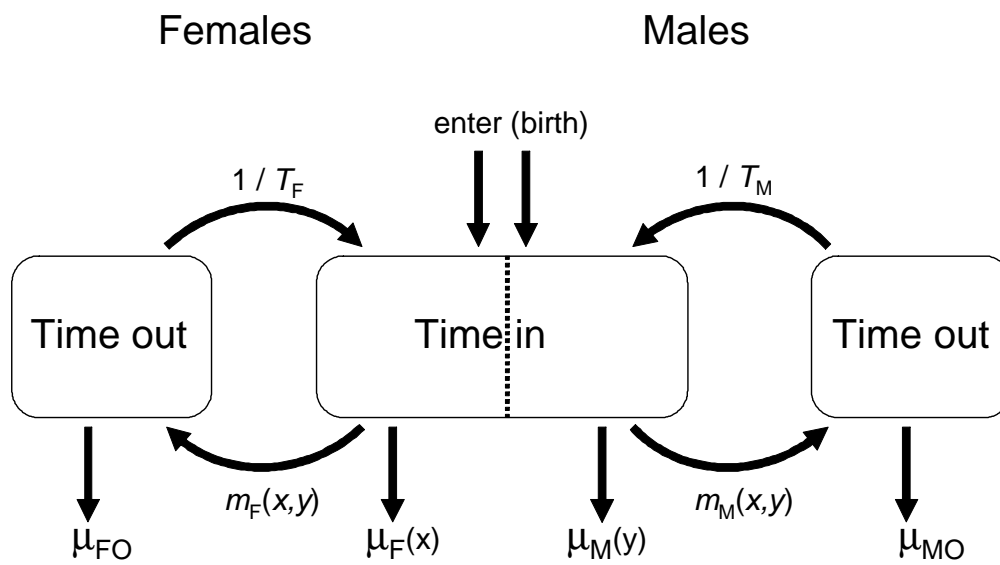 Females Males
enter (birth)
1 / T_F 1 / T_M
Time out Time in Time out
m_F(x,y) m_M(x,y)
μ_FO μ_F(x) μ_M(y) μ_MO